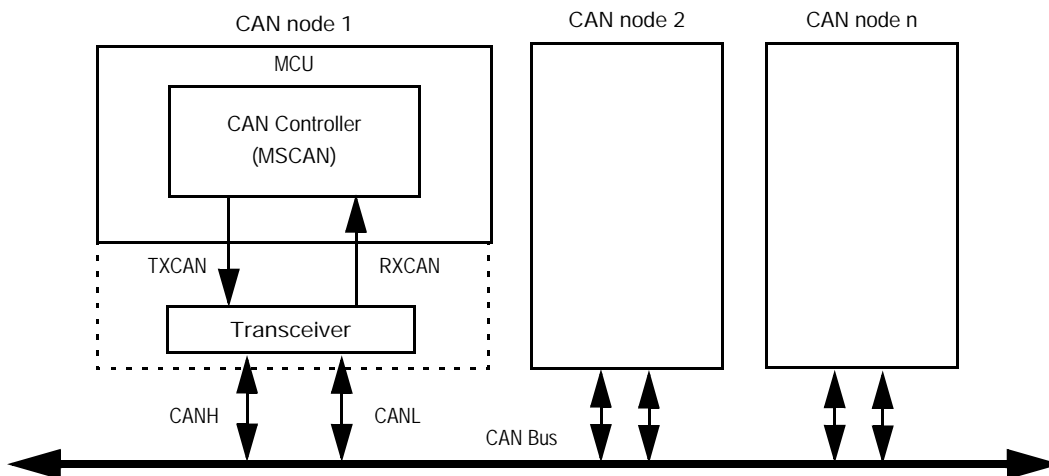 CAN node 1
CAN node 2
CAN node n
MCU
CAN Controller
(MSCAN)
TXCAN
RXCAN
Transceiver
CANH
CANL
CAN Bus